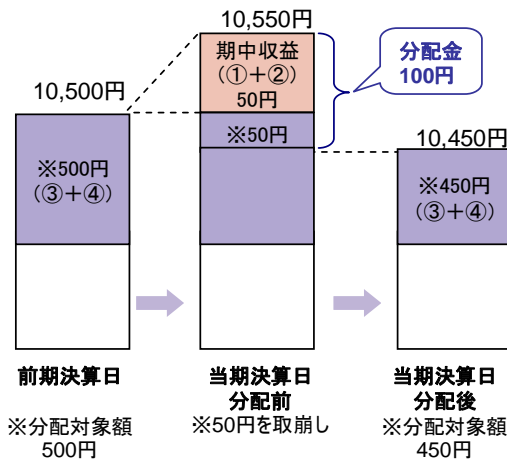 10,550円
期中収益
(①+②)
50円
分配金
100円
10,500円
※50円
10,450円
※500円
(③+④)
※450円
(③+④)
前期決算日
当期決算日
分配前
当期決算日
分配後
※分配対象額
500円
※50円を取崩し
※分配対象額
450円